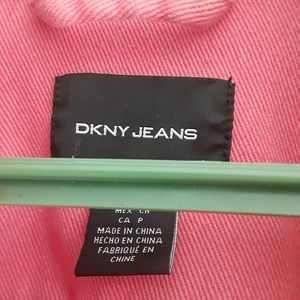 DKNY JEANS
MEX CH
CA P
MADE IN CHINA
HECHO EN CHINA
FABRIQUÉ EN
CHINE